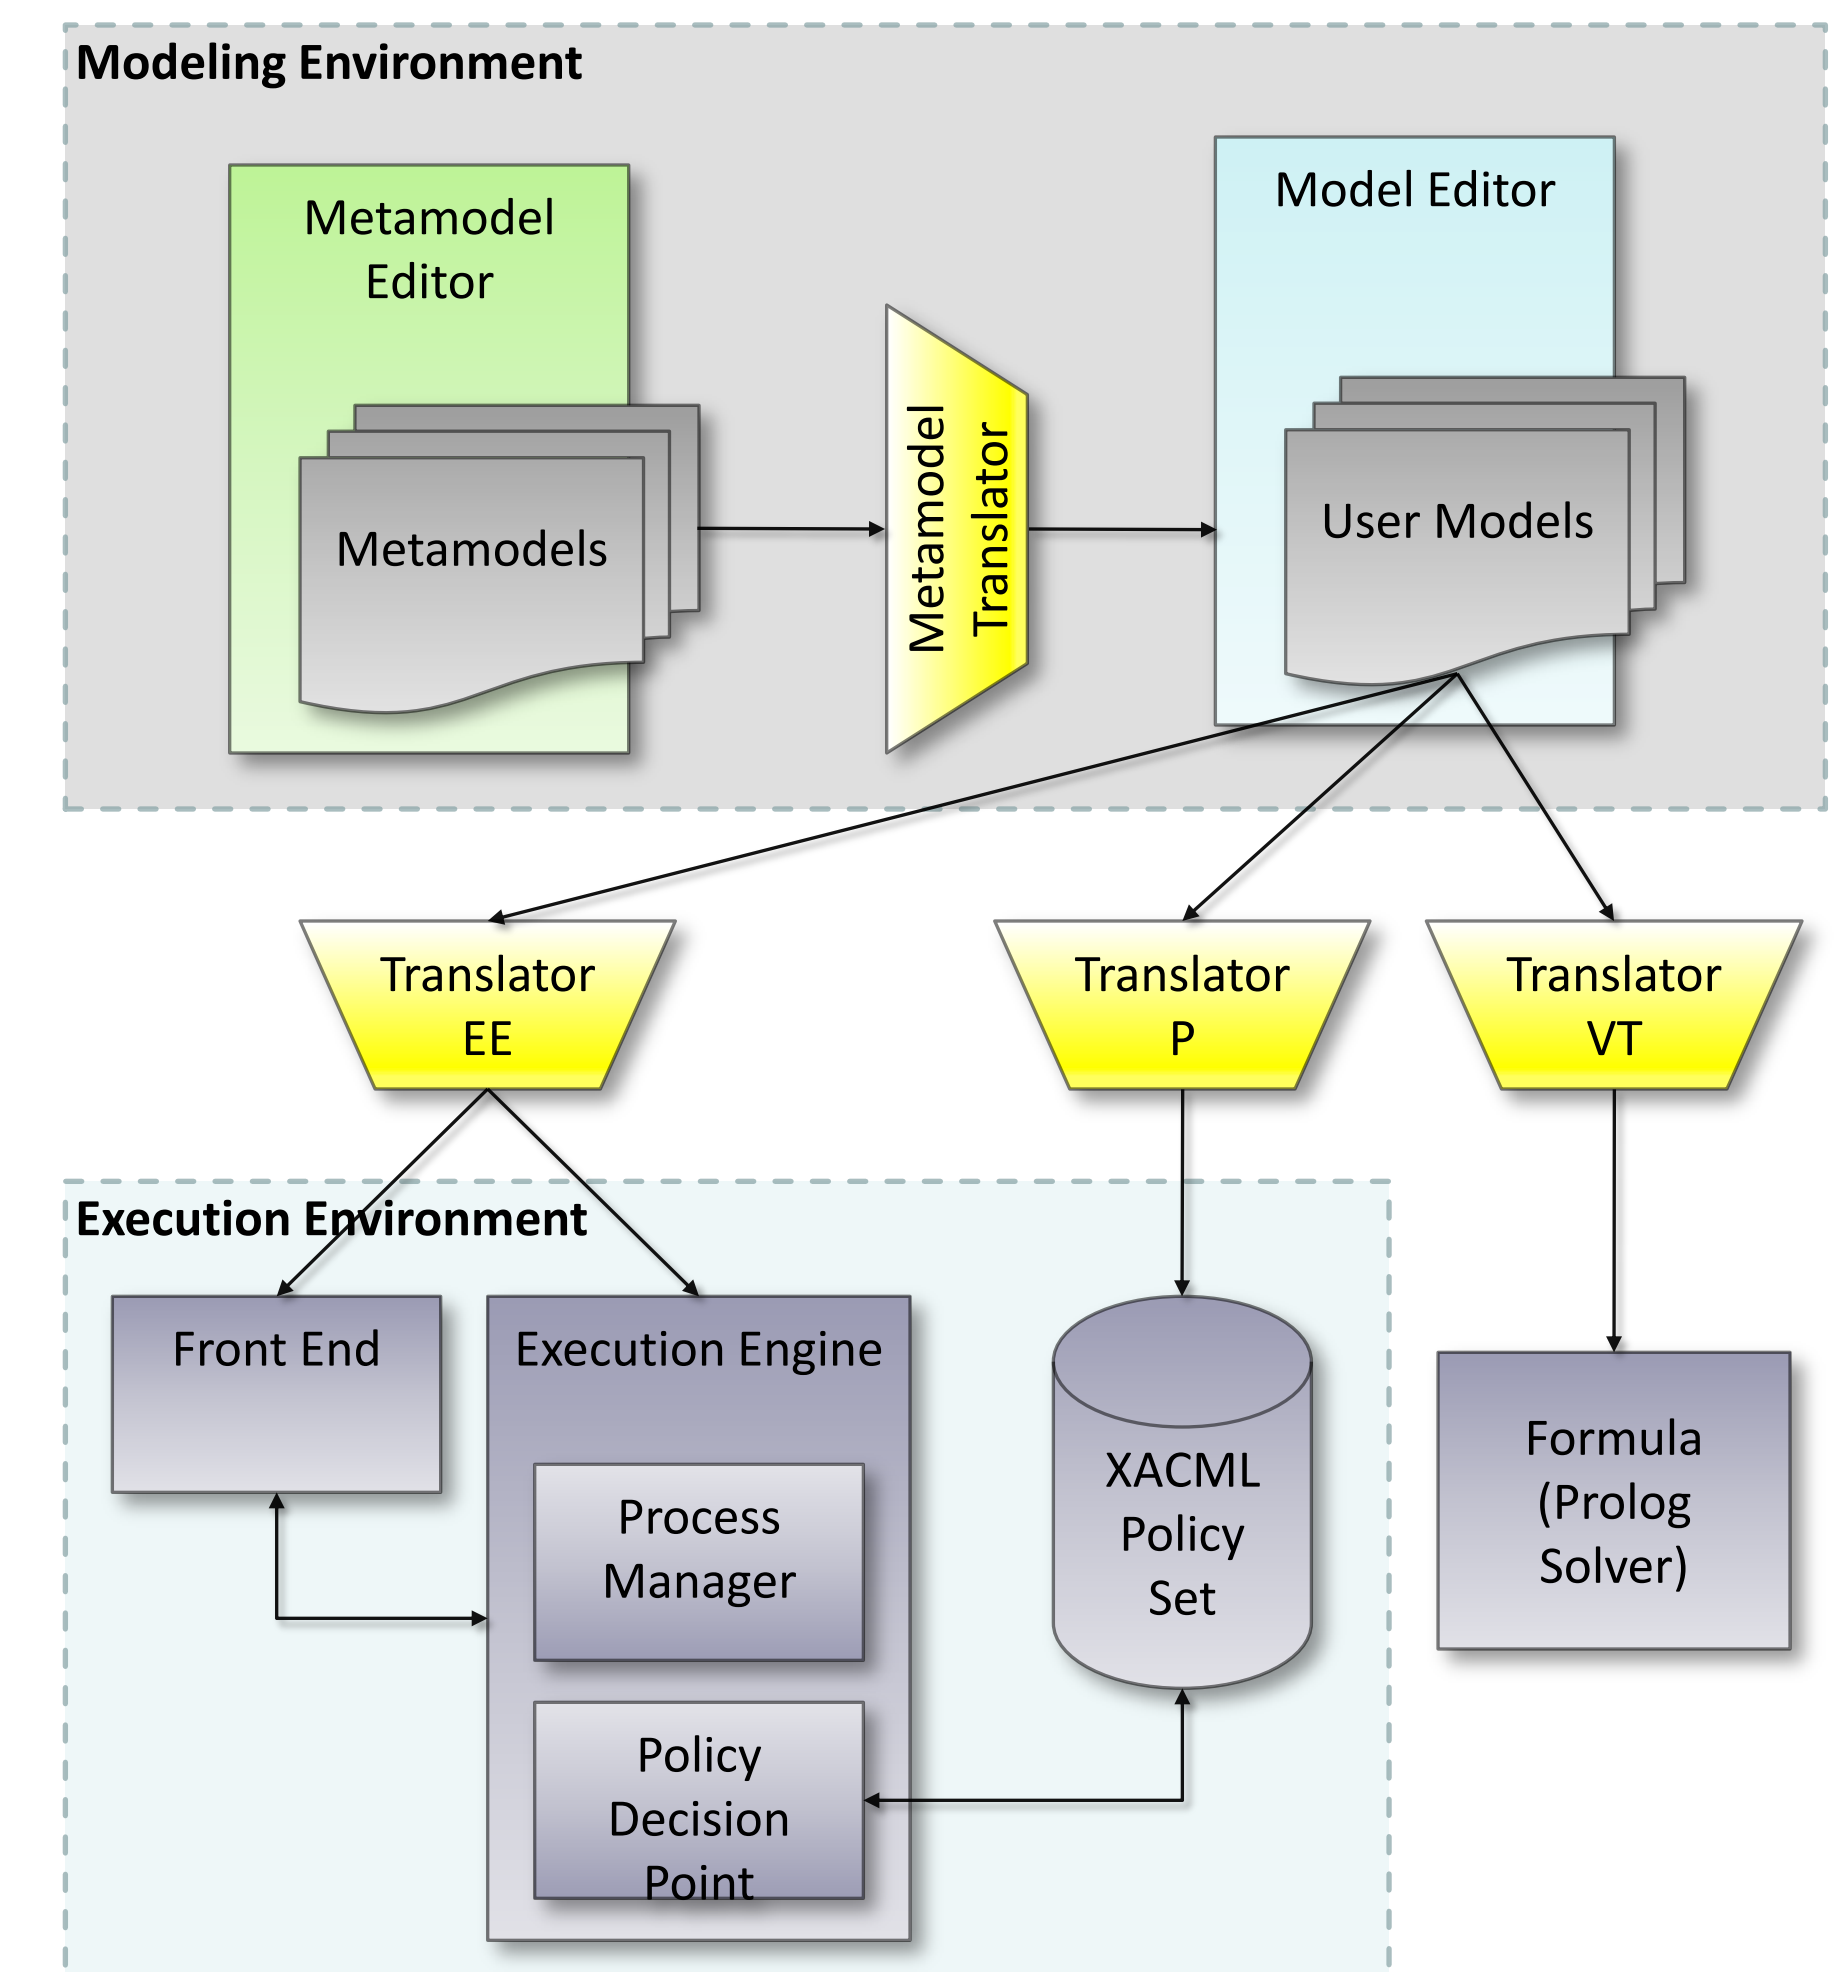 Modeling Environment
Metamodel
Editor
Metamodels
Metamodel
Translator
Model Editor
User Models
Translator
EE
Translator
P
Translator
VT
Execution Environment
Front End
Execution Engine
Process
Manager
Policy
Decision
Point
XACML
Policy
Set
Formula
(Prolog
Solver)